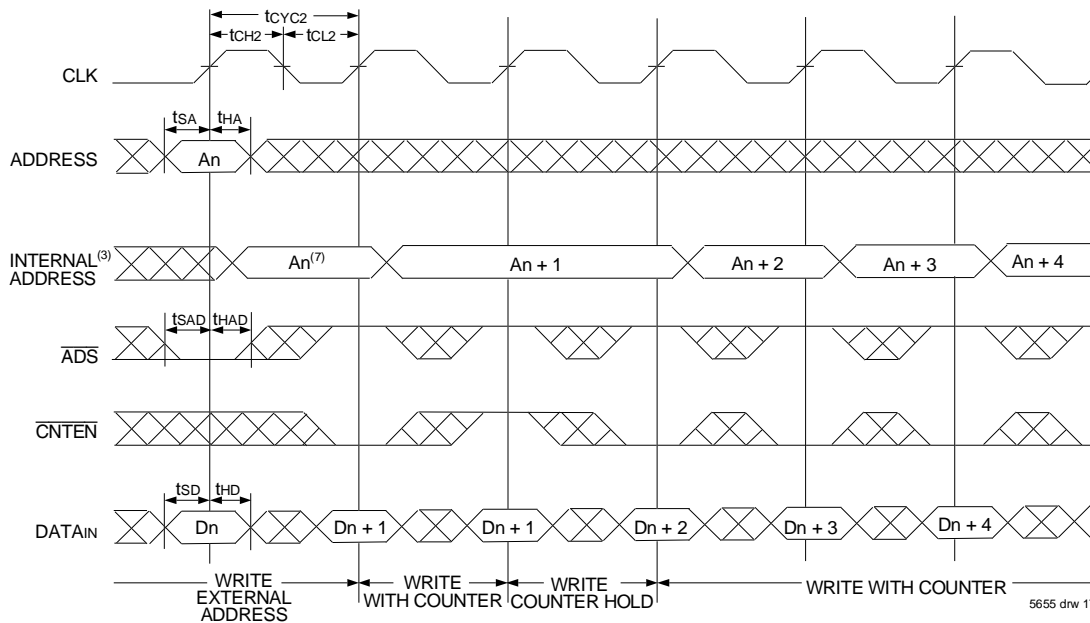 tCYC2
tCH2 tCL2
CLK
tSA tHA
ADDRESS An
INTERNAL(3)
ADDRESS
An(7) An + 1 An + 2 An + 3 An + 4
tSAD tHAD
ADS
CNTEN
tSD tHD
DATAIN Dn Dn + 1 Dn + 1 Dn + 2 Dn + 3 Dn + 4
WRITE
EXTERNAL
ADDRESS
WRITE
WITH COUNTER
WRITE
COUNTER HOLD
WRITE WITH COUNTER
5655 drw